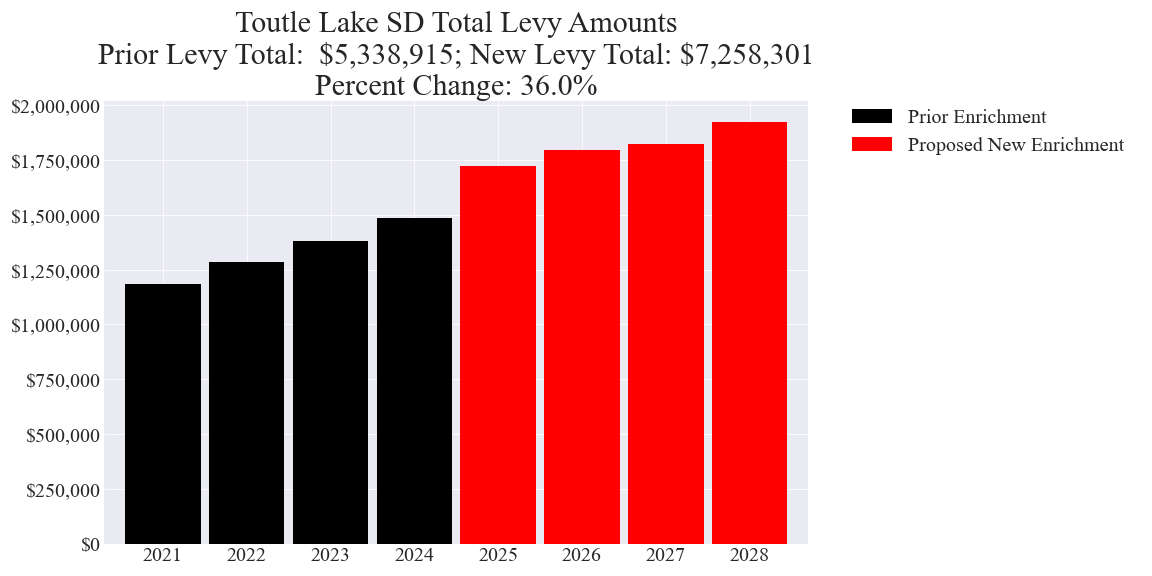 Toutle Lake SD Total Levy Amounts
Prior Levy Total:  $5,338,915; New Levy Total: $7,258,301
Percent Change: 36.0%
$2,000,000
$1,750,000
$1,500,000
$1,250,000
$1,000,000
$750,000
$500,000
$250,000
$0
2021 2022 2023 2024 2025 2026 2027 2028
Prior Enrichment
Proposed New Enrichment